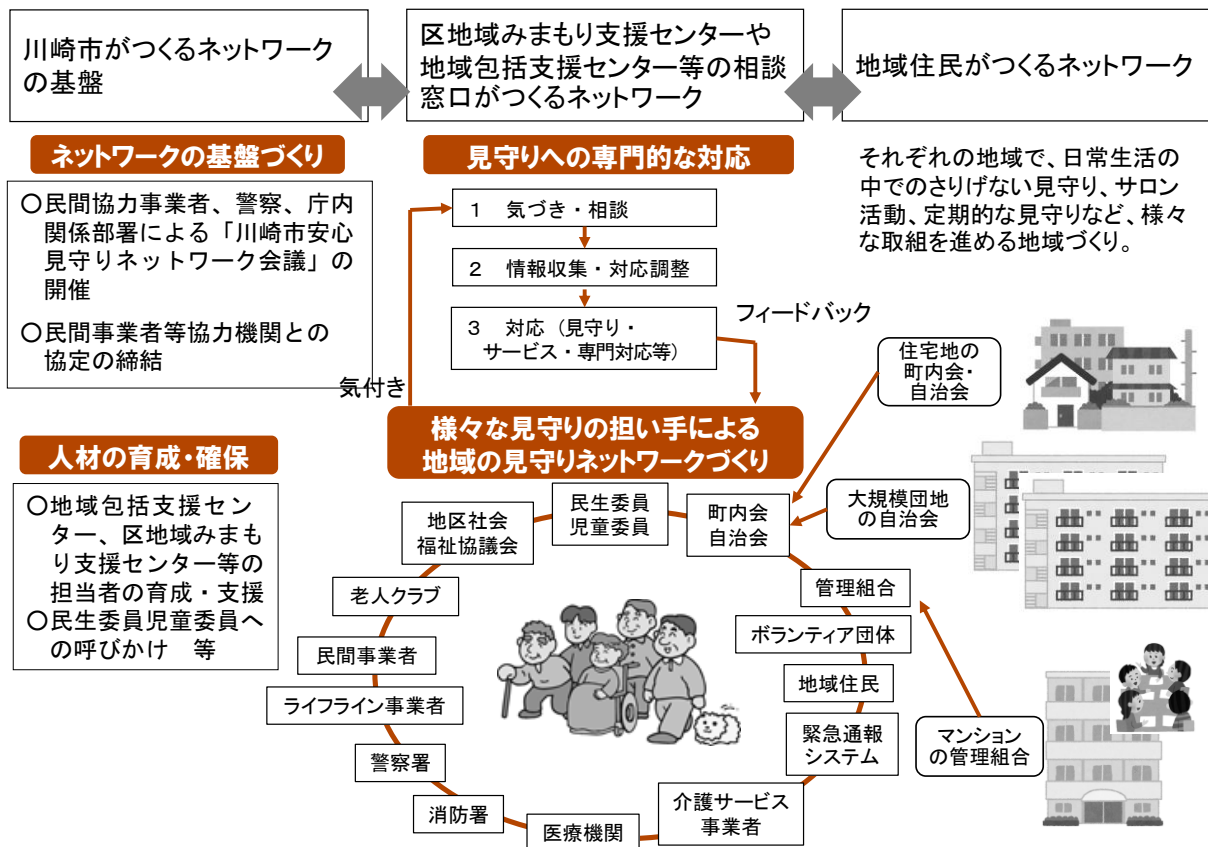 川崎市がつくるネットワーク
の基盤
区地域みまもり支援センターや
地域包括支援センター等の相談
窓口がつくるネットワーク
地域住民がつくるネットワーク
ネットワークの基盤づくり
○民間協力事業者、警察、庁内
関係部署による「川崎市安心
見守りネットワーク会議」の
開催
○民間事業者等協力機関との
協定の締結
人材の育成・確保
○地域包括支援セン
ター、区地域みまも
り支援センター等の
担当者の育成・支援
○民生委員児童委員へ
の呼びかけ　等
見守りへの専門的な対応
1　気づき・相談
2　情報収集・対応調整
3　対応（見守り・
サービス・専門対応等）
フィードバック
気付き
様々な見守りの担い手による
地域の見守りネットワークづくり
それぞれの地域で、日常生活の
中でのさりげない見守り、サロン
活動、定期的な見守りなど、様々
な取組を進める地域づくり。
住宅地の
町内会・
自治会
大規模団地
の自治会
マンション
の管理組合
民生委員
児童委員
町内会
自治会
管理組合
ボランティア団体
地域住民
緊急通報
システム
介護サービス
事業者
医療機関
消防署
警察署
ライフライン事業者
民間事業者
老人クラブ
地区社会
福祉協議会